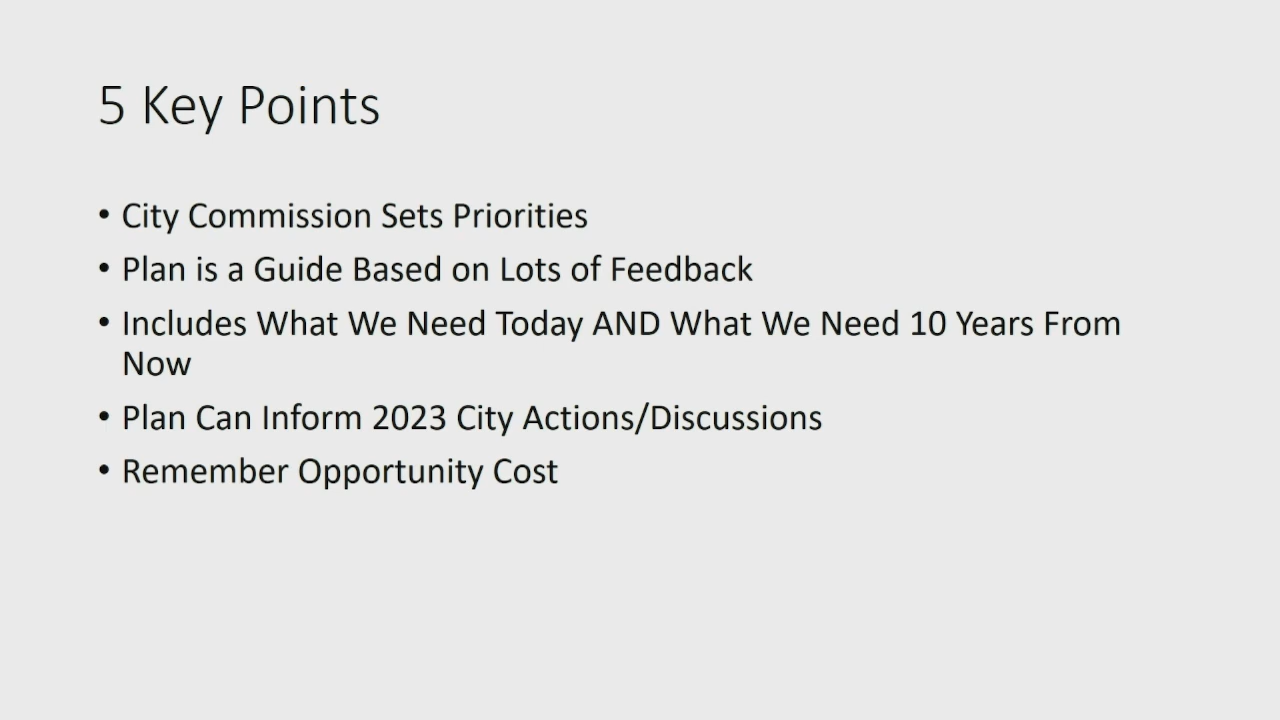 5 Key Points
• City Commission Sets Priorities
• Plan is a Guide Based on Lots of Feedback
• Includes What We Need Today AND What We Need 10 Years From
Now
• Plan Can Inform 2023 City Actions/Discussions
• Remember Opportunity Cost